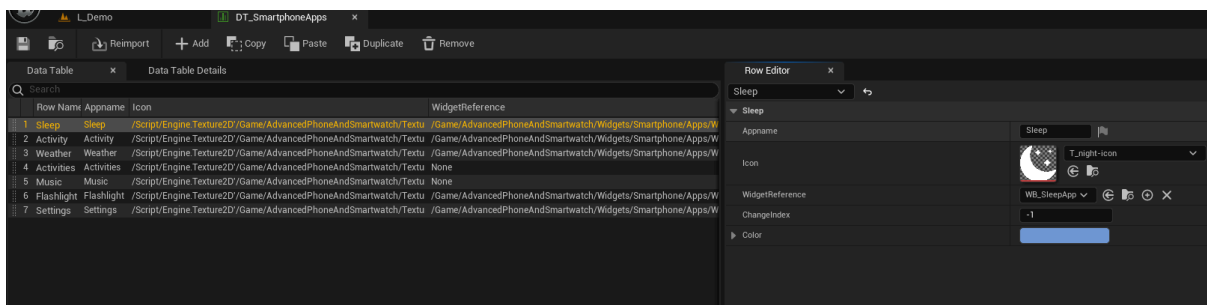 L_Demo DT_SmartphoneApps ×
Reimport Add Copy Paste Duplicate Remove
Data Table × Data Table Details
Search
Row Name Appname Icon WidgetReference
1 Sleep Sleep /Script/Engine.Texture2D'/Game/AdvancedPhoneAndSmartwatch/Textu /Game/AdvancedPhoneAndSmartwatch/Widgets/Smartphone/Apps/W
2 Activity Activity /Script/Engine.Texture2D'/Game/AdvancedPhoneAndSmartwatch/Textu /Game/AdvancedPhoneAndSmartwatch/Widgets/Smartphone/Apps/W
3 Weather Weather /Script/Engine.Texture2D'/Game/AdvancedPhoneAndSmartwatch/Textu /Game/AdvancedPhoneAndSmartwatch/Widgets/Smartphone/Apps/W
4 Activities Activities /Script/Engine.Texture2D'/Game/AdvancedPhoneAndSmartwatch/Textu None
5 Music Music /Script/Engine.Texture2D'/Game/AdvancedPhoneAndSmartwatch/Textu None
6 Flashlight Flashlight /Script/Engine.Texture2D'/Game/AdvancedPhoneAndSmartwatch/Textu /Game/AdvancedPhoneAndSmartwatch/Widgets/Smartphone/Apps/W
7 Settings Settings /Script/Engine.Texture2D'/Game/AdvancedPhoneAndSmartwatch/Textu /Game/AdvancedPhoneAndSmartwatch/Widgets/Smartphone/Apps/W
Row Editor ×
Sleep
Sleep
Appname Sleep
Icon T_night-icon
WidgetReference WB_SleepApp
ChangeIndex -1
Color